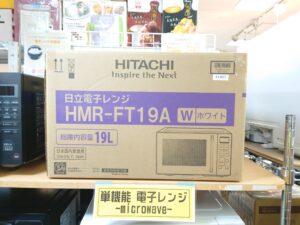 HITACHI
Inspire the Next
日立電子レンジ
HMR-FT19A Wホワイト
総庫内容量 19L
単機能 電子レンジ
-microwave-